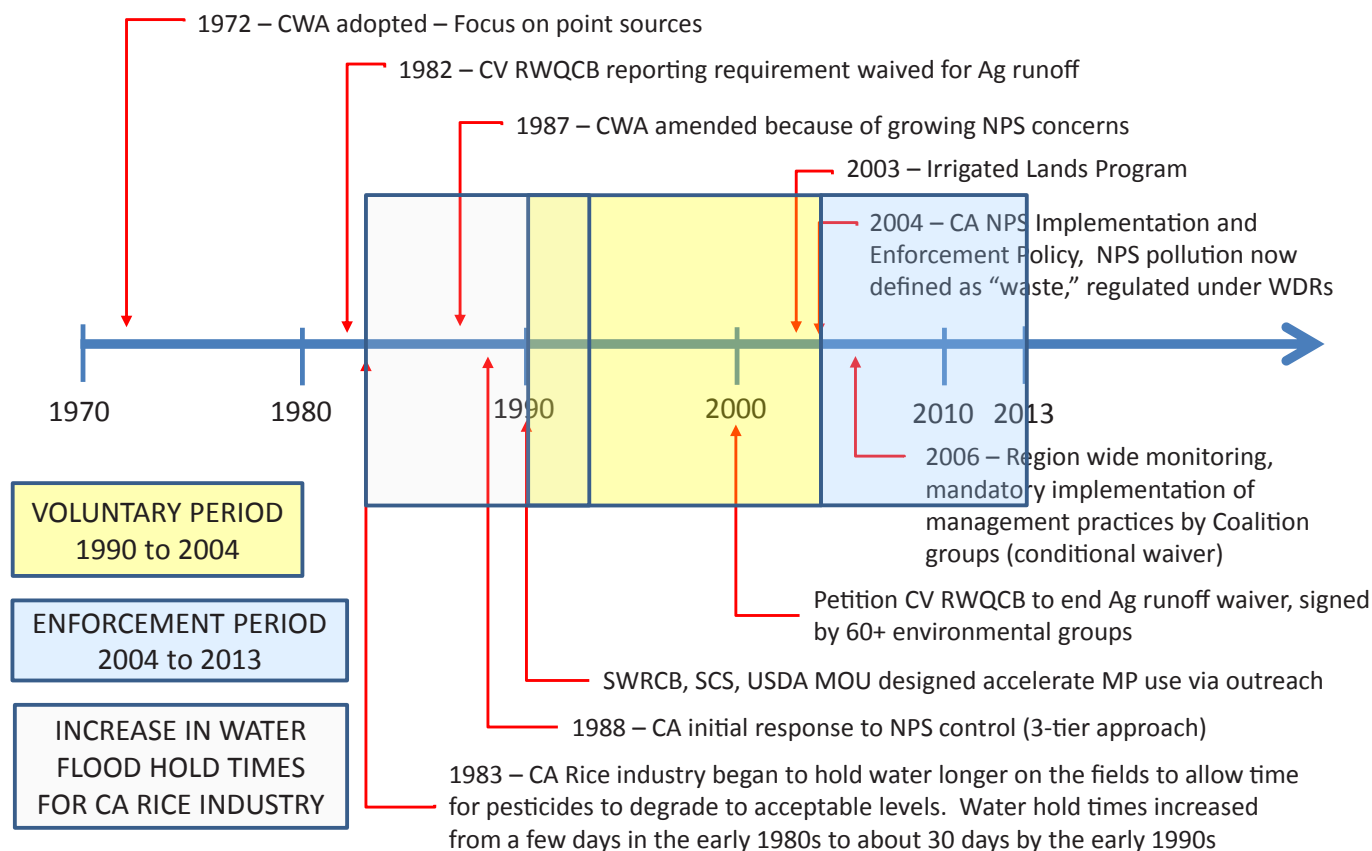 1972 – CWA adopted – Focus on point sources
1982 – CV RWQCB reporting requirement waived for Ag runoff
1987 – CWA amended because of growing NPS concerns
2003 – Irrigated Lands Program
2004 – CA NPS Implementation and
Enforcement Policy, NPS pollution now
defined as “waste,” regulated under WDRs
1970
1980
1990
2000
2010
2013
2006 – Region wide monitoring,
mandatory implementation of
management practices by Coalition
groups (conditional waiver)
VOLUNTARY PERIOD
1990 to 2004
Petition CV RWQCB to end Ag runoff waiver, signed
by 60+ environmental groups
ENFORCEMENT PERIOD
2004 to 2013
SWRCB, SCS, USDA MOU designed accelerate MP use via outreach
INCREASE IN WATER
FLOOD HOLD TIMES
FOR CA RICE INDUSTRY
1988 – CA initial response to NPS control (3-tier approach)
1983 – CA Rice industry began to hold water longer on the fields to allow time
for pesticides to degrade to acceptable levels. Water hold times increased
from a few days in the early 1980s to about 30 days by the early 1990s